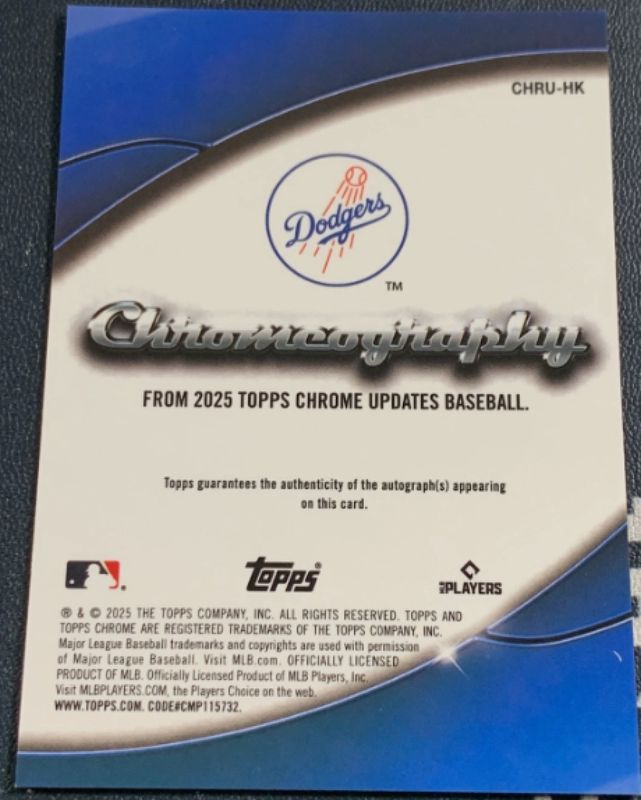 CHRU-HK
Dodgers
TM
Chromeography
FROM 2025 TOPPS CHROME UPDATES BASEBALL.
Topps guarantees the authenticity of the autograph(s) appearing
on this card.
topps®
MLB PLAYERS
® & © 2025 THE TOPPS COMPANY, INC. ALL RIGHTS RESERVED. TOPPS AND
TOPPS CHROME ARE REGISTERED TRADEMARKS OF THE TOPPS COMPANY, INC.
Major League Baseball trademarks and copyrights are used with permission
of Major League Baseball. Visit MLB.com. OFFICIALLY LICENSED
PRODUCT OF MLB. Officially Licensed Product of MLB Players, Inc.
Visit MLBPLAYERS.COM, the Players Choice on the web.
WWW.TOPPS.COM. CODE#CMP115732.